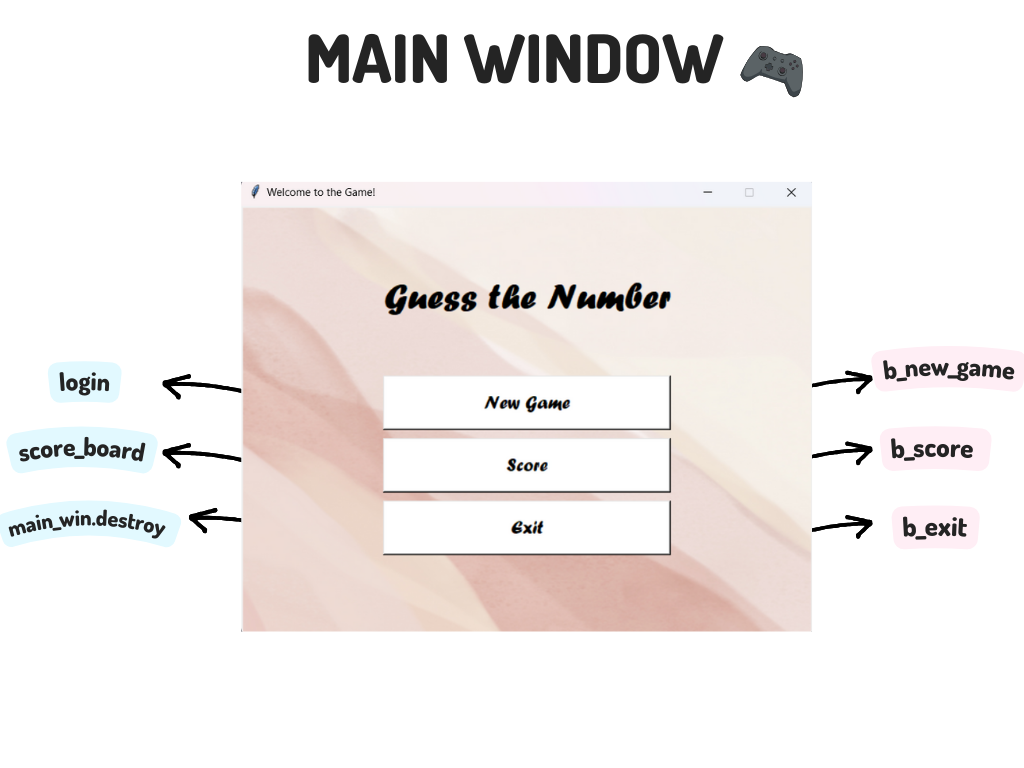 MAIN WINDOW
Welcome to the Game!
Guess the Number
login
b_new_game
New Game
score_board
b_score
Score
main_win.destroy
b_exit
Exit